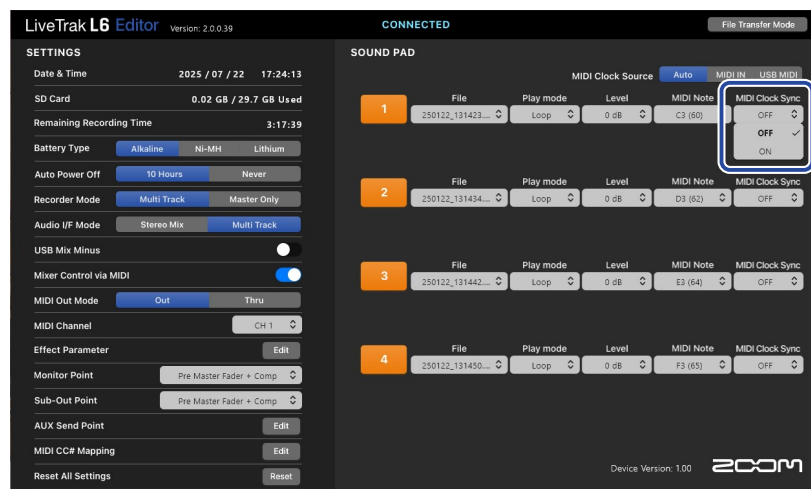 LiveTrak L6 Editor Version: 2.0.0.39 CONNECTED File Transfer Mode
SETTINGS
Date & Time 2025 / 07 / 22 17:24:13
SD Card 0.02 GB / 29.7 GB Used
Remaining Recording Time 3:17:39
Battery Type Alkaline Ni-MH Lithium
Auto Power Off 10 Hours Never
Recorder Mode Multi Track Master Only
Audio I/F Mode Stereo Mix Multi Track
USB Mix Minus
Mixer Control via MIDI
MIDI Out Mode Out Thru
MIDI Channel CH 1
Effect Parameter Edit
Monitor Point Pre Master Fader + Comp
Sub-Out Point Pre Master Fader + Comp
AUX Send Point Edit
MIDI CC# Mapping Edit
Reset All Settings Reset
SOUND PAD
MIDI Clock Source Auto MIDI IN USB MIDI
File Play mode Level MIDI Note MIDI Clock Sync
1 250122_131423.... Loop 0 dB C3 (60) OFF
OFF
ON
File Play mode Level MIDI Note MIDI Clock Sync
2 250122_131434.... Loop 0 dB D3 (62) OFF
File Play mode Level MIDI Note MIDI Clock Sync
3 250122_131442.... Loop 0 dB E3 (64) OFF
File Play mode Level MIDI Note MIDI Clock Sync
4 250122_131450.... Loop 0 dB F3 (65) OFF
Device Version: 1.00 ZOOM